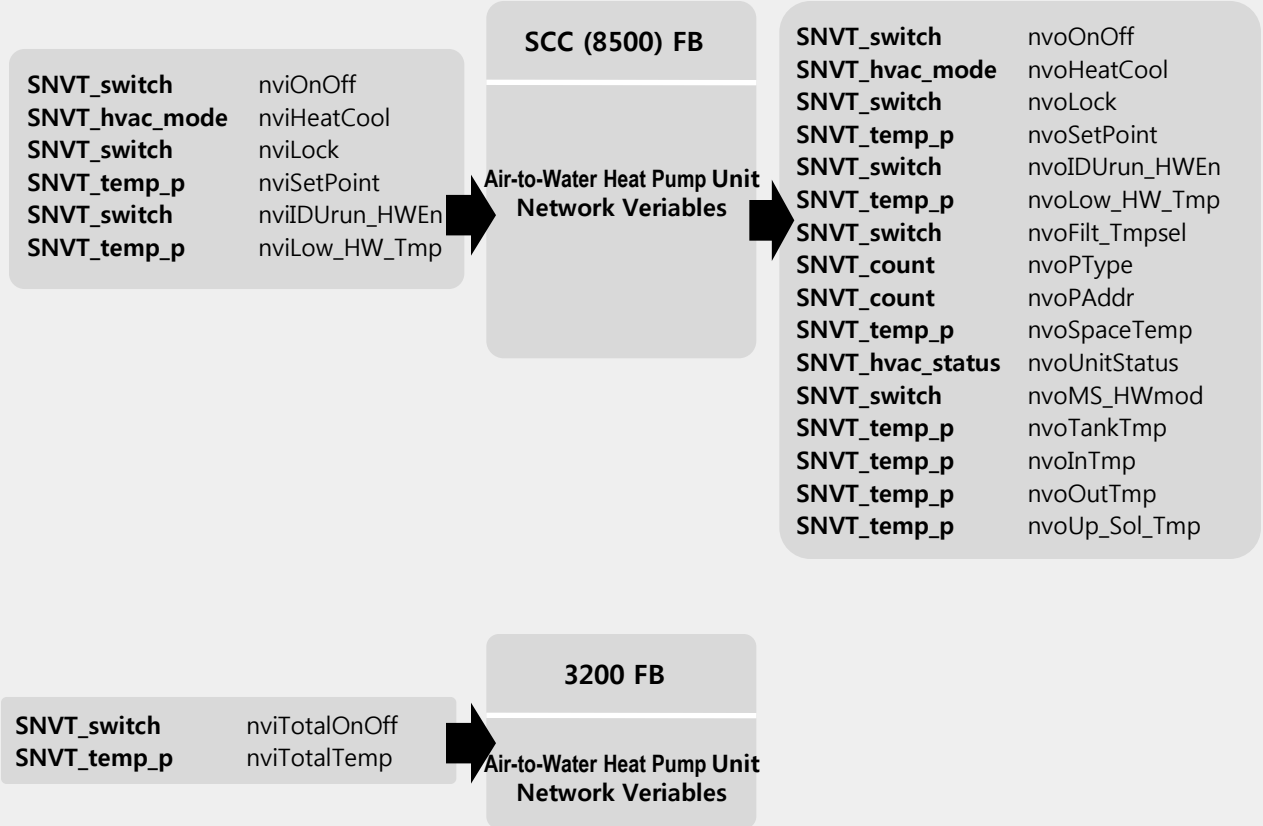 SNVT_switch nviOnOff
SNVT_hvac_mode nviHeatCool
SNVT_switch nviLock
SNVT_temp_p nviSetPoint
SNVT_switch nviIDUrun_HWEn
SNVT_temp_p nviLow_HW_Tmp
SCC (8500) FB
Air-to-Water Heat Pump Unit
Network Veriables
SNVT_switch nvoOnOff
SNVT_hvac_mode nvoHeatCool
SNVT_switch nvoLock
SNVT_temp_p nvoSetPoint
SNVT_switch nvoIDUrun_HWEn
SNVT_temp_p nvoLow_HW_Tmp
SNVT_switch nvoFilt_Tmpsel
SNVT_count nvoPType
SNVT_count nvoPAddr
SNVT_temp_p nvoSpaceTemp
SNVT_hvac_status nvoUnitStatus
SNVT_switch nvoMS_HWmod
SNVT_temp_p nvoTankTmp
SNVT_temp_p nvoInTmp
SNVT_temp_p nvoOutTmp
SNVT_temp_p nvoUp_Sol_Tmp
SNVT_switch nviTotalOnOff
SNVT_temp_p nviTotalTemp
3200 FB
Air-to-Water Heat Pump Unit
Network Veriables